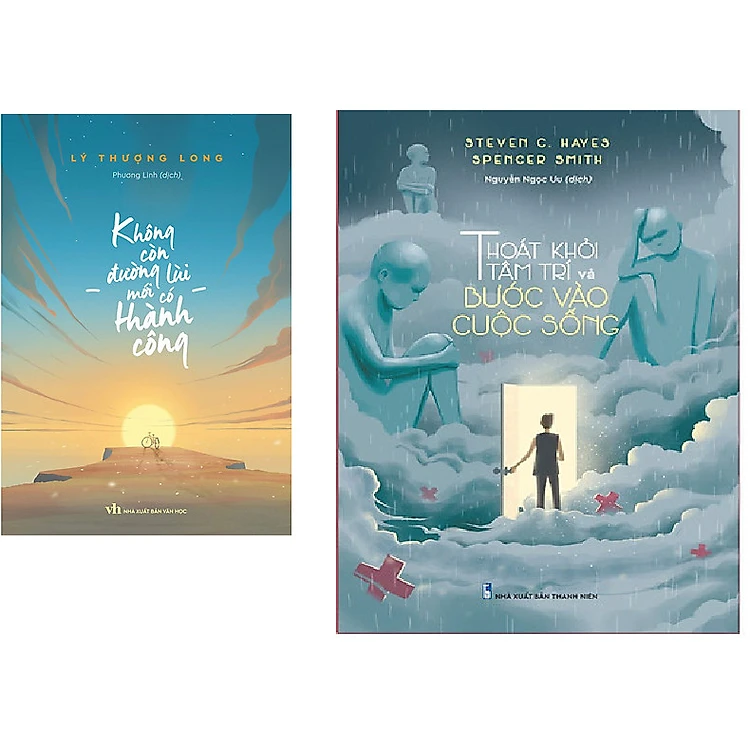 LÝ THƯỢNG LONG
Phương Linh (dịch)
Không
còn
đường lùi
mới có
thành
công
vh NHÀ XUẤT BẢN VĂN HỌC
STEVEN C. HAYES
SPENCER SMITH
Nguyễn Ngọc Ưu (dịch)
THOÁT KHỎI
TÂM TRÍ và
BƯỚC VÀO
CUỘC SỐNG
NHÀ XUẤT BẢN THANH NIÊN